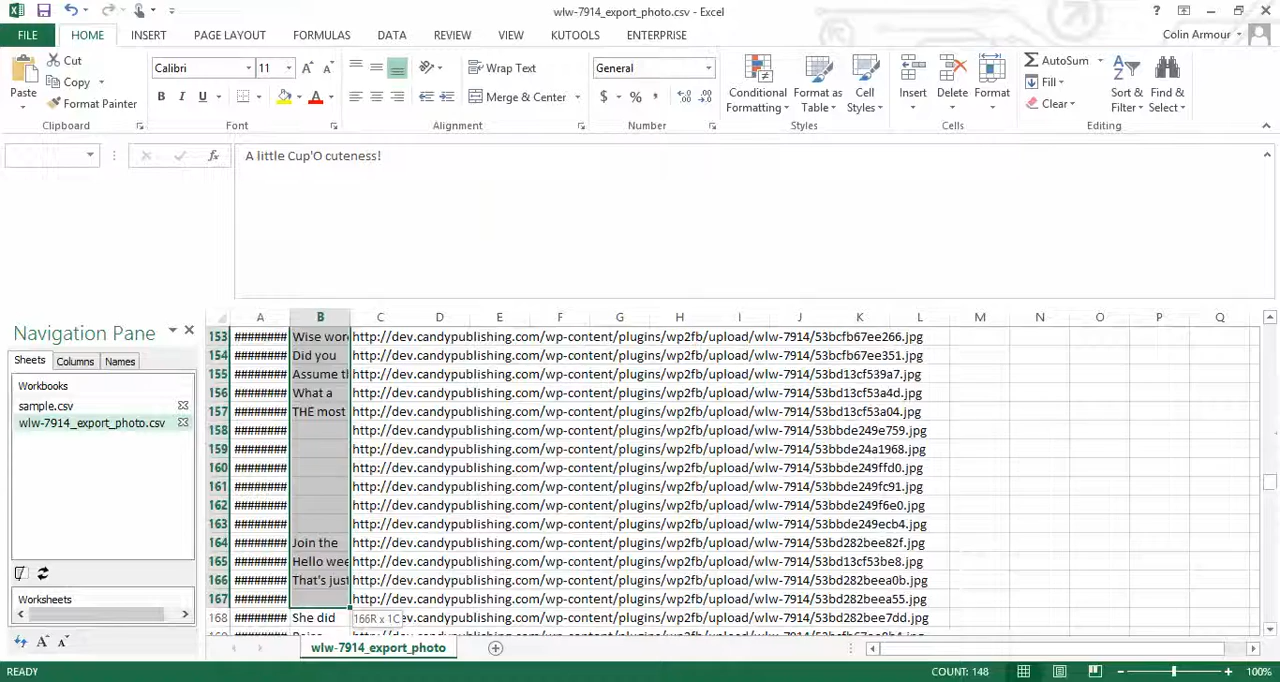 wlw-7914_export_photo.csv - Excel
FILE HOME INSERT PAGE LAYOUT FORMULAS DATA REVIEW VIEW KUTOOLS ENTERPRISE Colin Armour
Paste Cut Copy Format Painter Clipboard
Calibri 11 B I U A Font
Wrap Text Merge & Center Alignment
General $ % , Number
Conditional Formatting Format as Table Cell Styles Styles
Insert Delete Format Cells
AutoSum Fill Clear Sort & Filter Find & Select Editing
fx A little Cup'O cuteness!
Navigation Pane
Sheets Columns Names
Workbooks
sample.csv
wlw-7914_export_photo.csv
Worksheets
A B C D E F G H I J K L M N O P Q
153 ######## Wise wor http://dev.candypublishing.com/wp-content/plugins/wp2fb/upload/wlw-7914/53bcfb67ee266.jpg
154 ######## Did you http://dev.candypublishing.com/wp-content/plugins/wp2fb/upload/wlw-7914/53bcfb67ee351.jpg
155 ######## Assume th http://dev.candypublishing.com/wp-content/plugins/wp2fb/upload/wlw-7914/53bd13cf539a7.jpg
156 ######## What a http://dev.candypublishing.com/wp-content/plugins/wp2fb/upload/wlw-7914/53bd13cf53a4d.jpg
157 ######## THE most http://dev.candypublishing.com/wp-content/plugins/wp2fb/upload/wlw-7914/53bd13cf53a04.jpg
158 ######## http://dev.candypublishing.com/wp-content/plugins/wp2fb/upload/wlw-7914/53bbde249e759.jpg
159 ######## http://dev.candypublishing.com/wp-content/plugins/wp2fb/upload/wlw-7914/53bbde24a1968.jpg
160 ######## http://dev.candypublishing.com/wp-content/plugins/wp2fb/upload/wlw-7914/53bbde249ffd0.jpg
161 ######## http://dev.candypublishing.com/wp-content/plugins/wp2fb/upload/wlw-7914/53bbde249fc91.jpg
162 ######## http://dev.candypublishing.com/wp-content/plugins/wp2fb/upload/wlw-7914/53bbde249f6e0.jpg
163 ######## http://dev.candypublishing.com/wp-content/plugins/wp2fb/upload/wlw-7914/53bbde249ecb4.jpg
164 ######## Join the http://dev.candypublishing.com/wp-content/plugins/wp2fb/upload/wlw-7914/53bd282bee82f.jpg
165 ######## Hello wee http://dev.candypublishing.com/wp-content/plugins/wp2fb/upload/wlw-7914/53bd13cf53be8.jpg
166 ######## That's just http://dev.candypublishing.com/wp-content/plugins/wp2fb/upload/wlw-7914/53bd282beea0b.jpg
167 ######## http://dev.candypublishing.com/wp-content/plugins/wp2fb/upload/wlw-7914/53bd282beea55.jpg
168 ######## She did 166R x 1C v.candypublishing.com/wp-content/plugins/wp2fb/upload/wlw-7914/53bd282bee7dd.jpg
wlw-7914_export_photo
READY COUNT: 148 100%